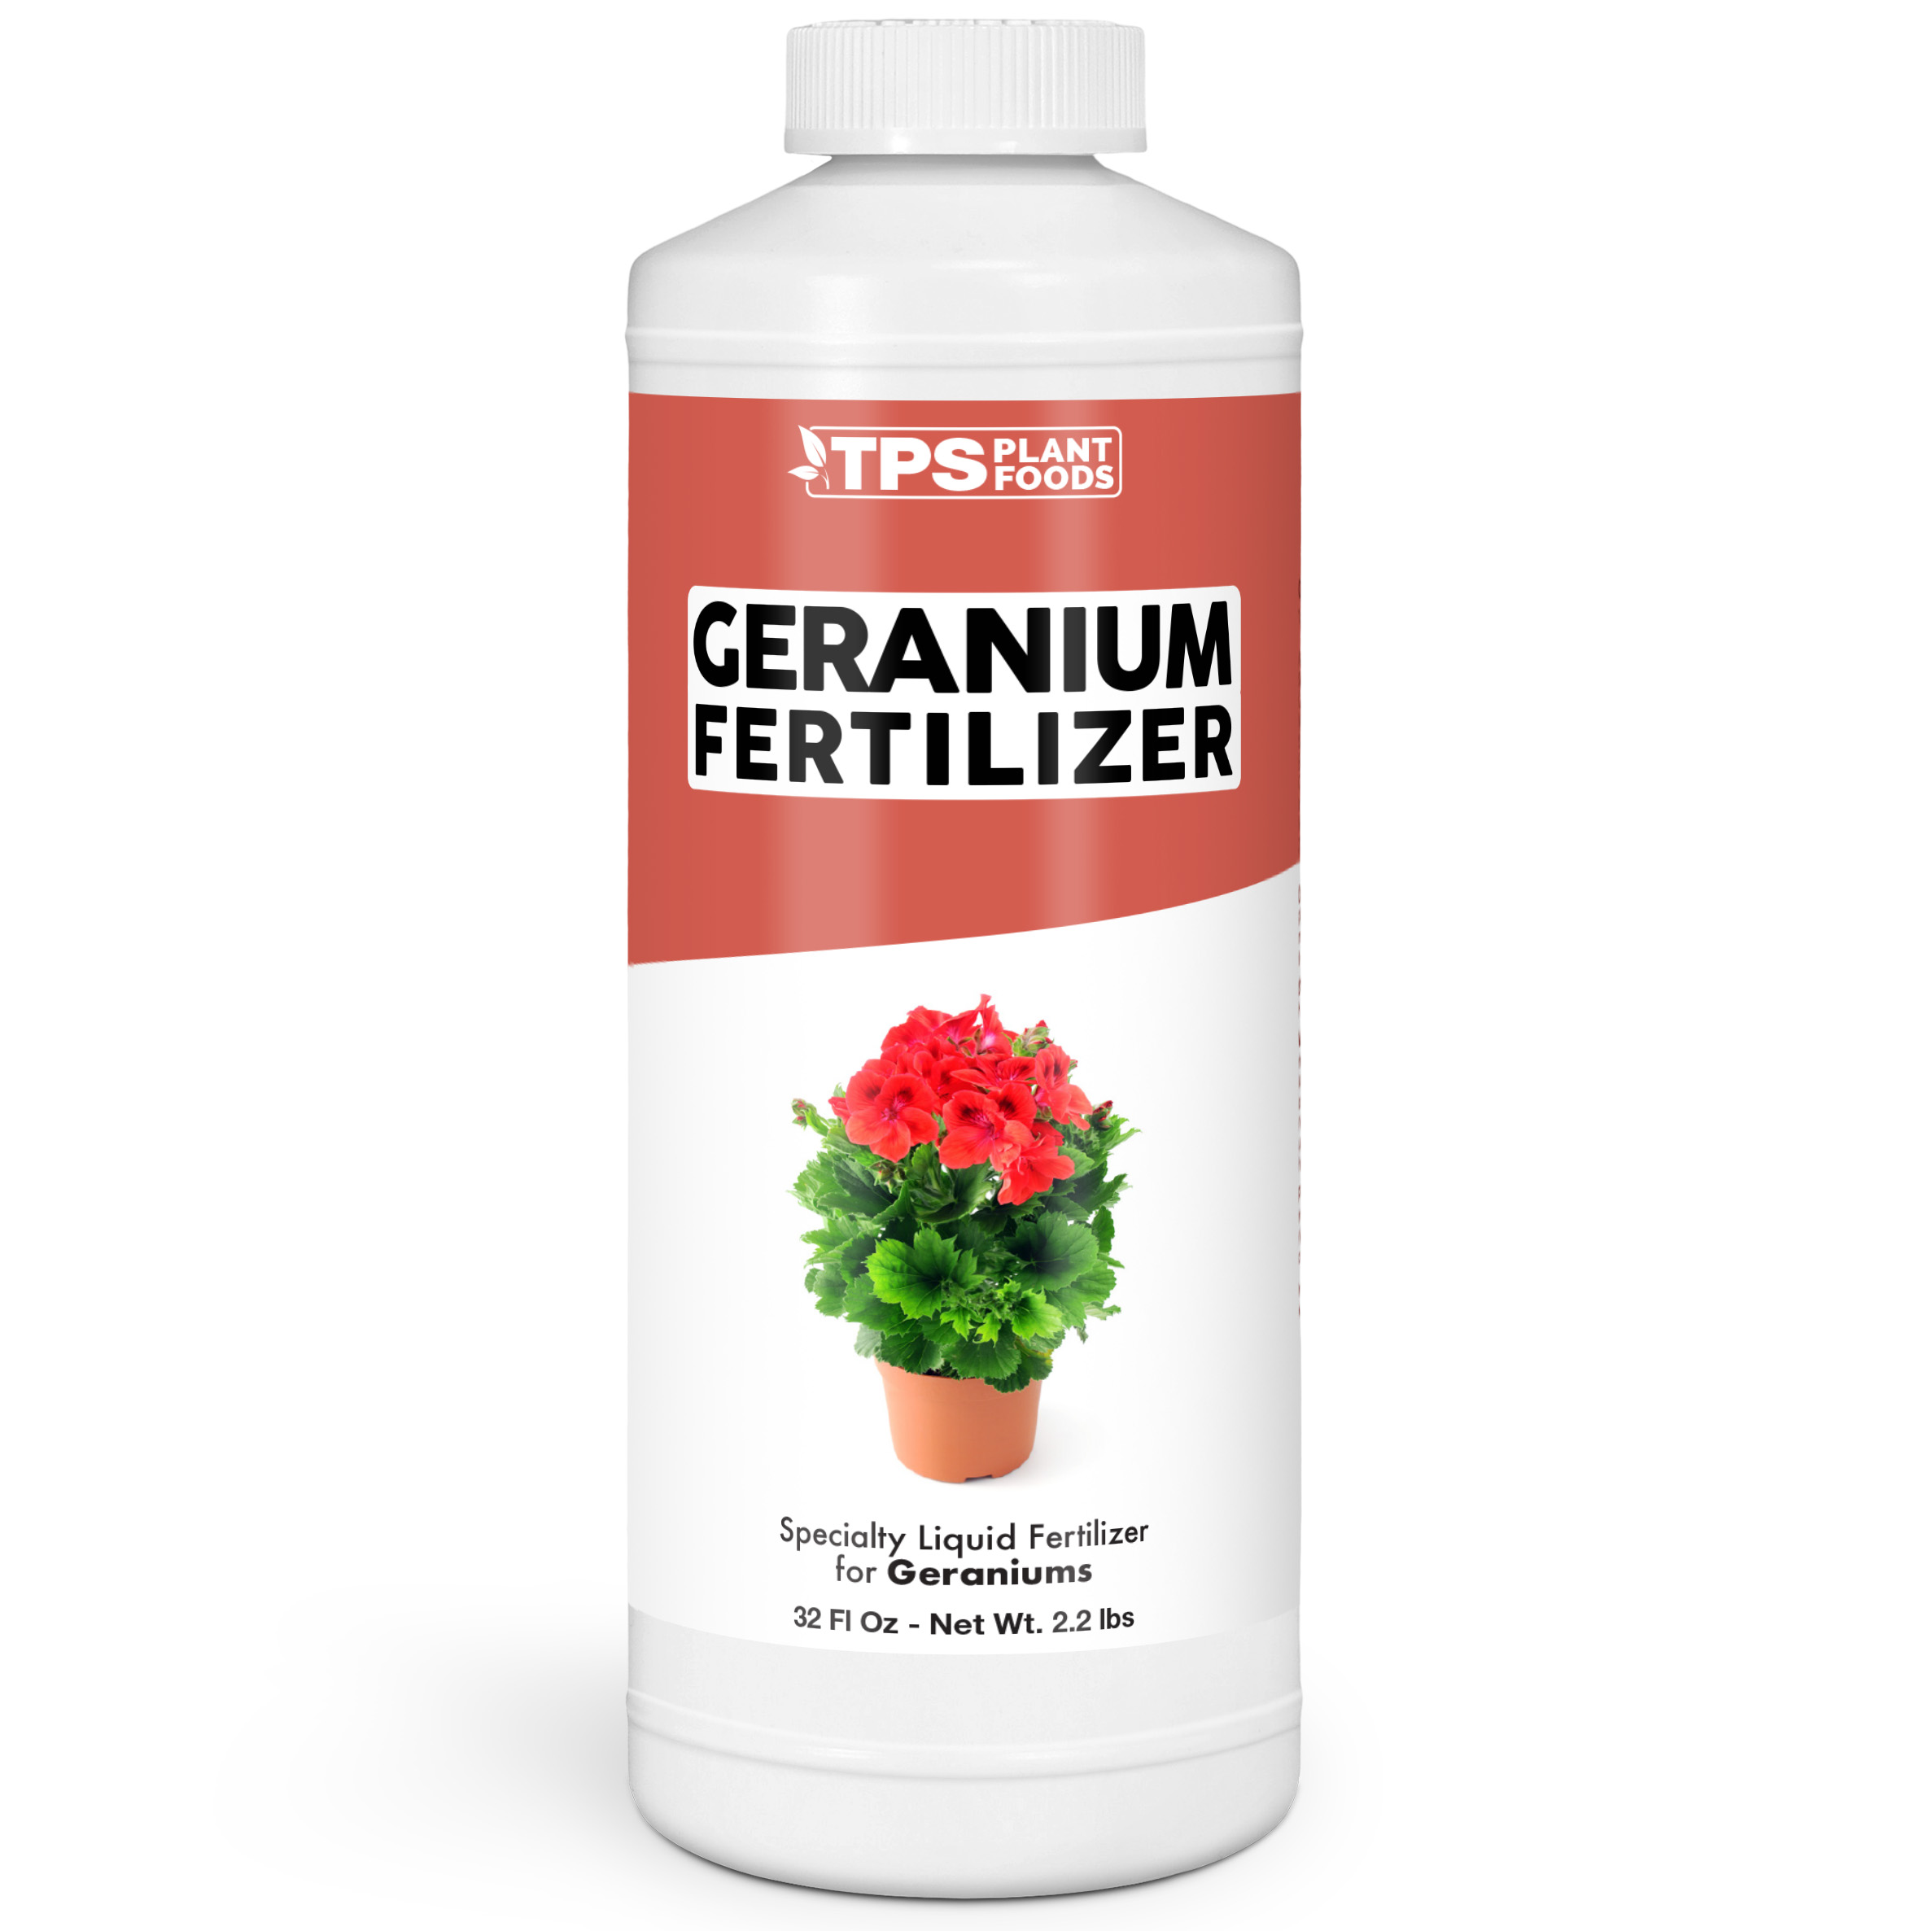 TPS PLANT FOODS
GERANIUM
FERTILIZER
Specialty Liquid Fertilizer
for Geraniums
32 Fl Oz - Net Wt. 2.2 lbs